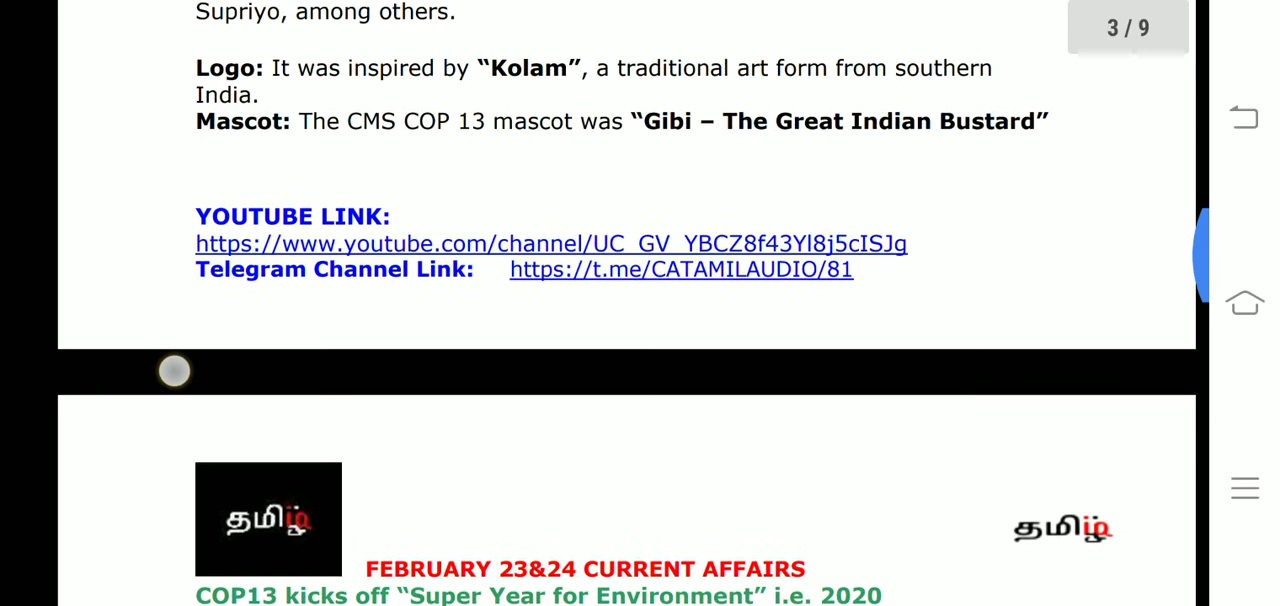 Supriyo, among others.
3 / 9
Logo: It was inspired by “Kolam”, a traditional art form from southern
India.
Mascot: The CMS COP 13 mascot was “Gibi – The Great Indian Bustard”
YOUTUBE LINK:
https://www.youtube.com/channel/UC_GV_YBCZ8f43Yl8j5cISJg
Telegram Channel Link: https://t.me/CATAMILAUDIO/81
தமிழ்
தமிழ்
FEBRUARY 23&24 CURRENT AFFAIRS
COP13 kicks off “Super Year for Environment” i.e. 2020